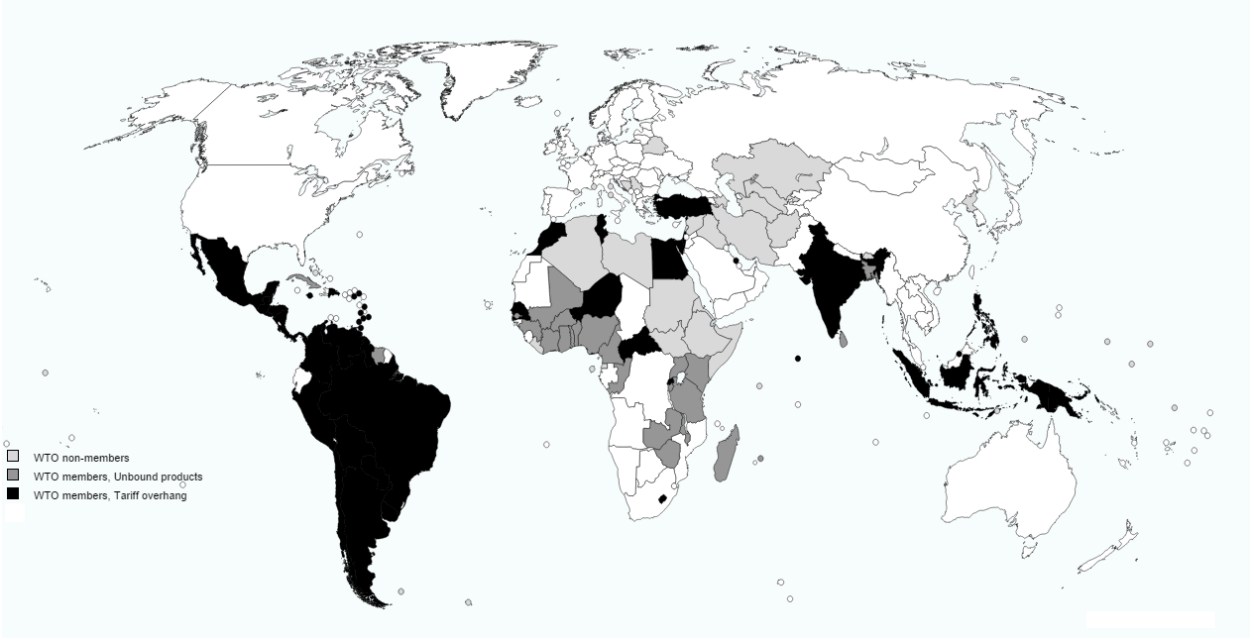 WTO non-members
WTO members, Unbound products
WTO members, Tariff overhang